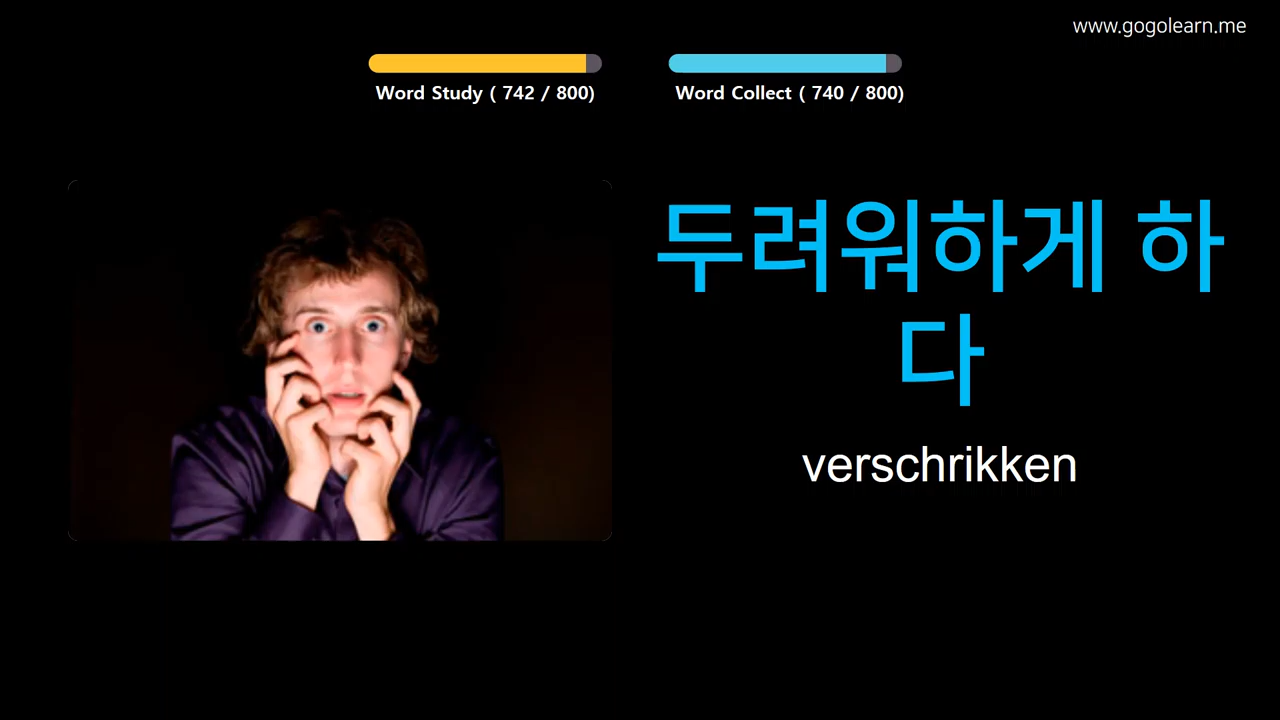 www.gogolearn.me
Word Study ( 742 / 800)
Word Collect ( 740 / 800)
두려워하게 하
다
verschrikken